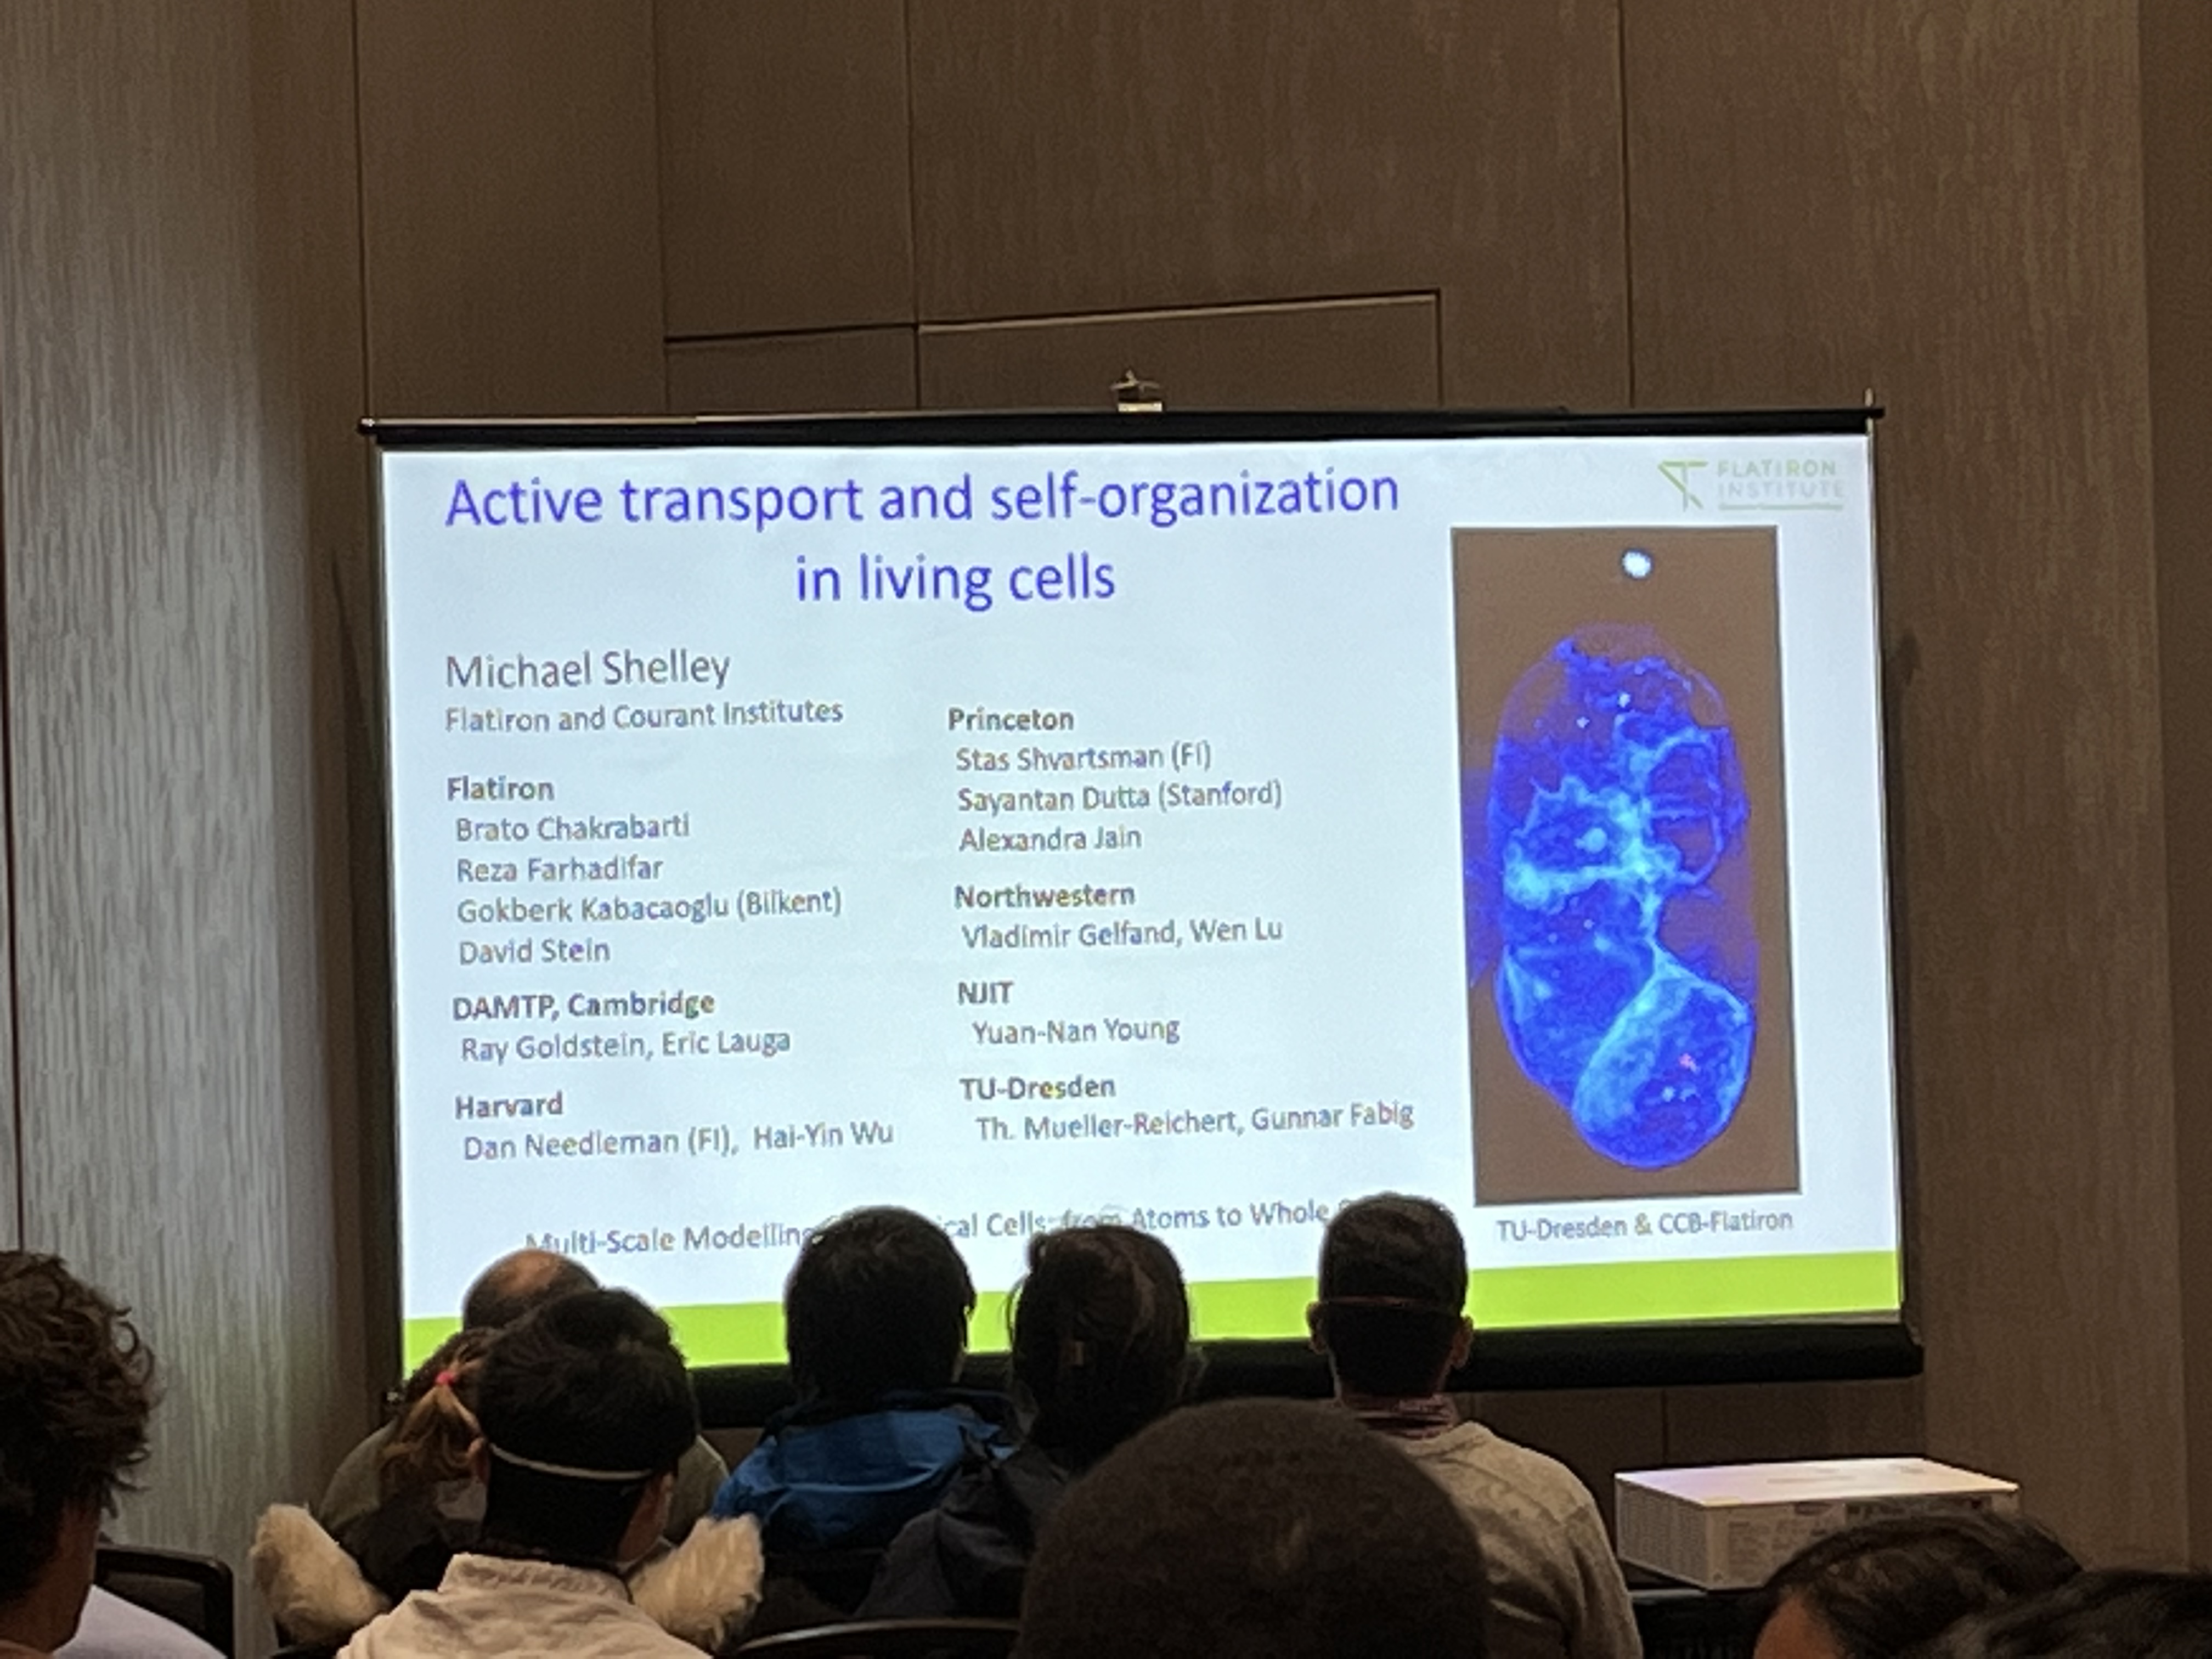 Active transport and self-organization
in living cells
FLATIRON
INSTITUTE
Michael Shelley
Flatiron and Courant Institutes
Flatiron
Brato Chakrabarti
Reza Farhadifar
Gokberk Kabacaoglu (Bilkent)
David Stein
DAMTP, Cambridge
Ray Goldstein, Eric Lauga
Harvard
Dan Needleman (FI), Hai-Yin Wu
Princeton
Stas Shvartsman (FI)
Sayantan Dutta (Stanford)
Alexandra Jain
Northwestern
Vladimir Gelfand, Wen Lu
NJIT
Yuan-Nan Young
TU-Dresden
Th. Mueller-Reichert, Gunnar Fabig
Multi-Scale Modelling Cells: from Atoms to Whole
TU-Dresden & CCB-Flatiron